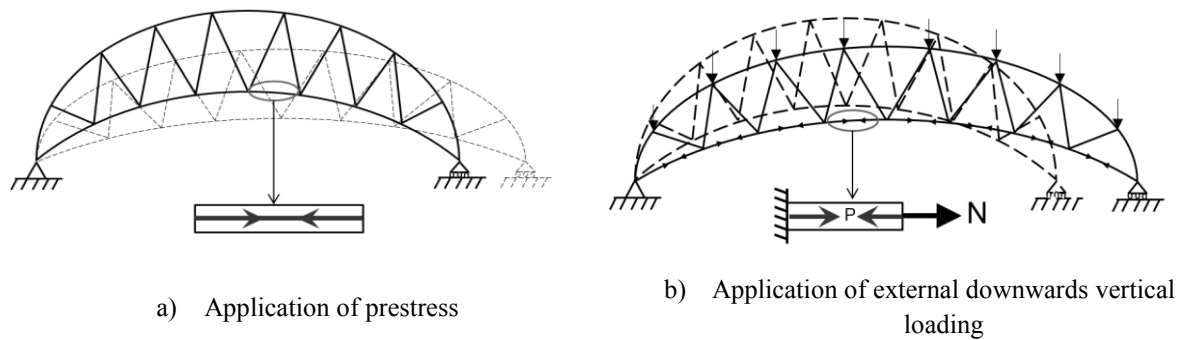 P
N
a) Application of prestress
b) Application of external downwards vertical
loading